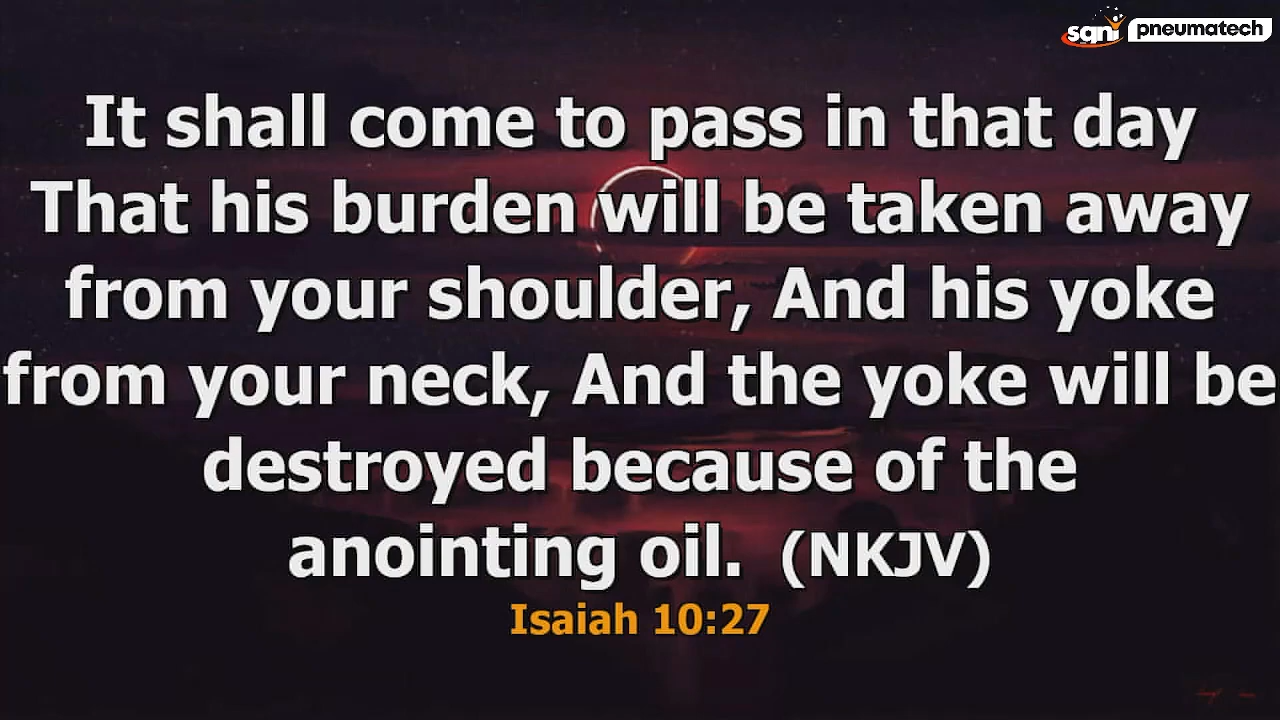 sqni pneumatech
It shall come to pass in that day
That his burden will be taken away
from your shoulder, And his yoke
from your neck, And the yoke will be
destroyed because of the
anointing oil. (NKJV)
Isaiah 10:27